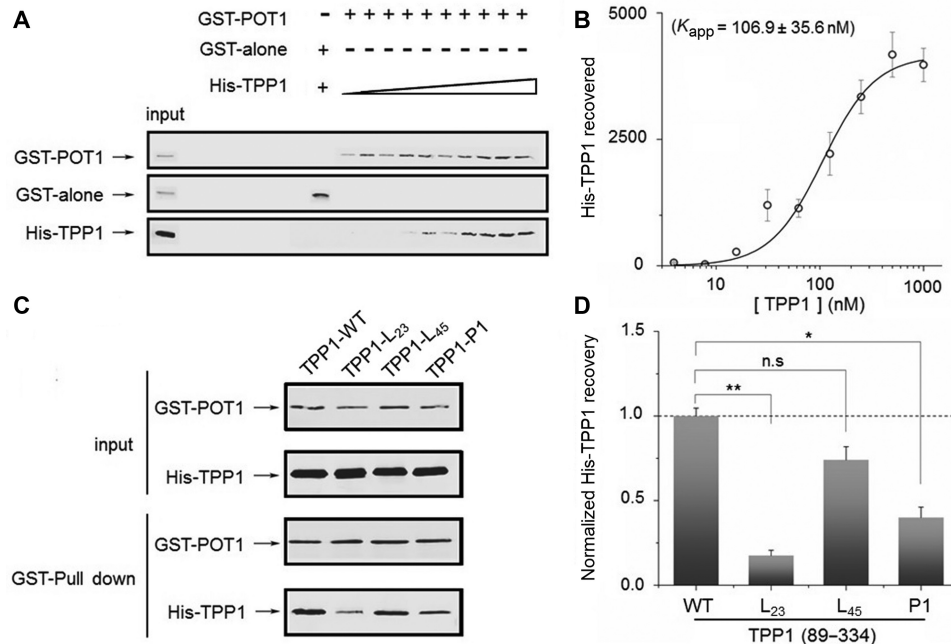 A
GST-POT1 - + + + + + + + + + +
GST-alone + - - - - - - - - - -
His-TPP1 +
input
GST-POT1
GST-alone
His-TPP1
B
(Kapp = 106.9 ± 35.6 nM)
5000
2500
0
His-TPP1 recovered
10 100 1000
[ TPP1 ] (nM)
C
TPP1-WT
TPP1-L23
TPP1-L45
TPP1-P1
input
GST-POT1
His-TPP1
GST-Pull down
GST-POT1
His-TPP1
D
Normalized His-TPP1 recovery
1.5
1.0
0.5
0.0
*
n.s
**
WT L23 L45 P1
TPP1 (89–334)